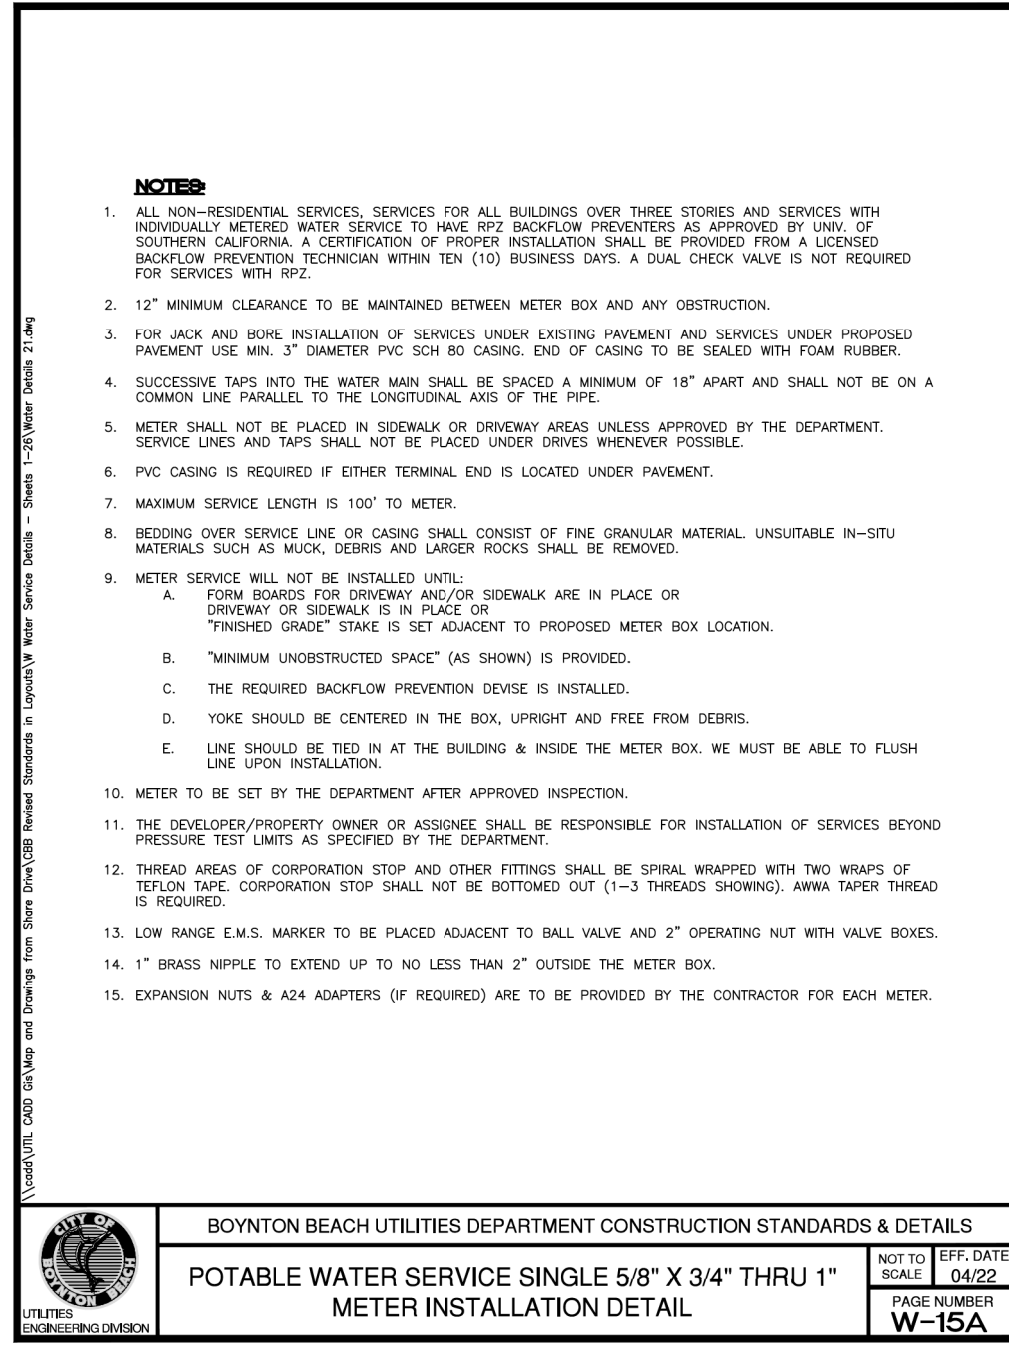 NOTES:
1. ALL NON-RESIDENTIAL SERVICES, SERVICES FOR ALL BUILDINGS OVER THREE STORIES AND SERVICES WITH
INDIVIDUALLY METERED WATER SERVICE TO HAVE RPZ BACKFLOW PREVENTERS AS APPROVED BY UNIV. OF
SOUTHERN CALIFORNIA. A CERTIFICATION OF PROPER INSTALLATION SHALL BE PROVIDED FROM A LICENSED
BACKFLOW PREVENTION TECHNICIAN WITHIN TEN (10) BUSINESS DAYS. A DUAL CHECK VALVE IS NOT REQUIRED
FOR SERVICES WITH RPZ.
2. 12" MINIMUM CLEARANCE TO BE MAINTAINED BETWEEN METER BOX AND ANY OBSTRUCTION.
3. FOR JACK AND BORE INSTALLATION OF SERVICES UNDER EXISTING PAVEMENT AND SERVICES UNDER PROPOSED
PAVEMENT USE MIN. 3" DIAMETER PVC SCH 80 CASING. END OF CASING TO BE SEALED WITH FOAM RUBBER.
4. SUCCESSIVE TAPS INTO THE WATER MAIN SHALL BE SPACED A MINIMUM OF 18" APART AND SHALL NOT BE ON A
COMMON LINE PARALLEL TO THE LONGITUDINAL AXIS OF THE PIPE.
5. METER SHALL NOT BE PLACED IN SIDEWALK OR DRIVEWAY AREAS UNLESS APPROVED BY THE DEPARTMENT.
SERVICE LINES AND TAPS SHALL NOT BE PLACED UNDER DRIVES WHENEVER POSSIBLE.
6. PVC CASING IS REQUIRED IF EITHER TERMINAL END IS LOCATED UNDER PAVEMENT.
7. MAXIMUM SERVICE LENGTH IS 100' TO METER.
8. BEDDING OVER SERVICE LINE OR CASING SHALL CONSIST OF FINE GRANULAR MATERIAL. UNSUITABLE IN-SITU
MATERIALS SUCH AS MUCK, DEBRIS AND LARGER ROCKS SHALL BE REMOVED.
9. METER SERVICE WILL NOT BE INSTALLED UNTIL:
A. FORM BOARDS FOR DRIVEWAY AND/OR SIDEWALK ARE IN PLACE OR
DRIVEWAY OR SIDEWALK IS IN PLACE OR
"FINISHED GRADE" STAKE IS SET ADJACENT TO PROPOSED METER BOX LOCATION.
B. "MINIMUM UNOBSTRUCTED SPACE" (AS SHOWN) IS PROVIDED.
C. THE REQUIRED BACKFLOW PREVENTION DEVISE IS INSTALLED.
D. YOKE SHOULD BE CENTERED IN THE BOX, UPRIGHT AND FREE FROM DEBRIS.
E. LINE SHOULD BE TIED IN AT THE BUILDING & INSIDE THE METER BOX. WE MUST BE ABLE TO FLUSH
LINE UPON INSTALLATION.
10. METER TO BE SET BY THE DEPARTMENT AFTER APPROVED INSPECTION.
11. THE DEVELOPER/PROPERTY OWNER OR ASSIGNEE SHALL BE RESPONSIBLE FOR INSTALLATION OF SERVICES BEYOND
PRESSURE TEST LIMITS AS SPECIFIED BY THE DEPARTMENT.
12. THREAD AREAS OF CORPORATION STOP AND OTHER FITTINGS SHALL BE SPIRAL WRAPPED WITH TWO WRAPS OF
TEFLON TAPE. CORPORATION STOP SHALL NOT BE BOTTOMED OUT (1-3 THREADS SHOWING). AWWA TAPER THREAD
IS REQUIRED.
13. LOW RANGE E.M.S. MARKER TO BE PLACED ADJACENT TO BALL VALVE AND 2" OPERATING NUT WITH VALVE BOXES.
14. 1" BRASS NIPPLE TO EXTEND UP TO NO LESS THAN 2" OUTSIDE THE METER BOX.
15. EXPANSION NUTS & A24 ADAPTERS (IF REQUIRED) ARE TO BE PROVIDED BY THE CONTRACTOR FOR EACH METER.
\\cadd\UTIL CADD Gis\Map and Drawings from Share Drive\CBB Revised Standards in Layouts\W Water Service Details - Sheets 1-26\Water Details 21.dwg
CITY OF
BOYNTON BEACH
UTILITIES
ENGINEERING DIVISION
BOYNTON BEACH UTILITIES DEPARTMENT CONSTRUCTION STANDARDS & DETAILS
POTABLE WATER SERVICE SINGLE 5/8" X 3/4" THRU 1"
METER INSTALLATION DETAIL
NOT TO
SCALE
EFF. DATE
04/22
PAGE NUMBER
W-15A